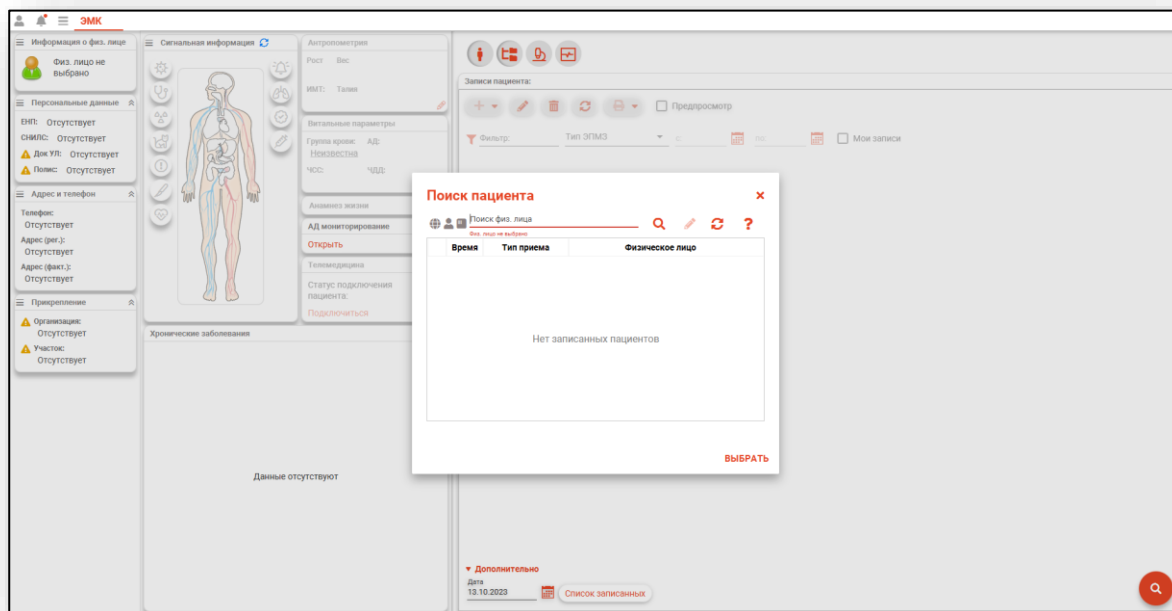 ЭМК
Информация о физ. лице
Физ. лицо не
выбрано
Персональные данные
ЕНП: Отсутствует
СНИЛС: Отсутствует
Док УЛ: Отсутствует
Полис: Отсутствует
Адрес и телефон
Телефон:
Отсутствует
Адрес (рег.):
Отсутствует
Адрес (факт.):
Отсутствует
Прикрепление
Организация:
Отсутствует
Участок:
Отсутствует
Сигнальная информация
Антропометрия
Рост Вес
ИМТ: Талия
Витальные параметры
Группа крови: АД:
Неизвестна
ЧСС: ЧДД:
Анамнез жизни
АД мониторирование
Открыть
Телемедицина
Статус подключения
пациента:
Подключиться
Хронические заболевания
Данные отсутствуют
Записи пациента:
Предпросмотр
Фильтр: Тип ЭПМЗ с: по: Мои записи
Поиск пациента
Поиск физ. лица
Физ. лицо не выбрано
Время Тип приема Физическое лицо
Нет записанных пациентов
ВЫБРАТЬ
Дополнительно
Дата
13.10.2023 Список записанных